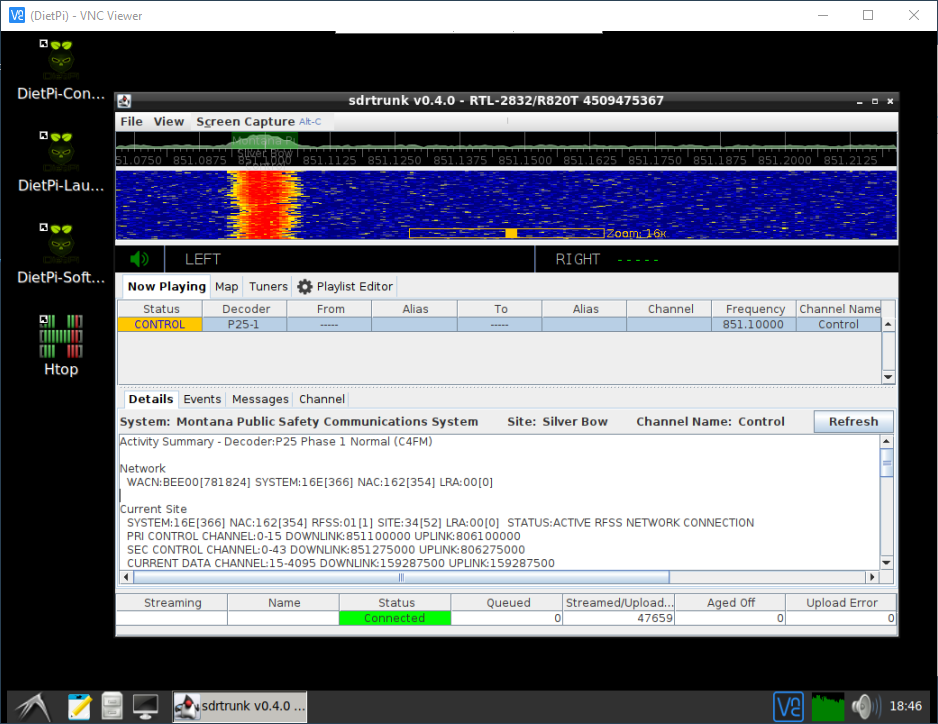 (DietPi) - VNC Viewer
DietPi-Con...
DietPi-Lau...
DietPi-Soft...
Htop
sdrtrunk v0.4.0 - RTL-2832/R820T 4509475367
File View Screen Capture Alt-C
Montana P
Silver Bow
851.0750 851.0875 851.1000 851.1125 851.1250 851.1375 851.1500 851.1625 851.1750 851.1875 851.2000 851.2125
Zoom: 16x
LEFT RIGHT -----
Now Playing Map Tuners Playlist Editor
Status Decoder From Alias To Alias Channel Frequency Channel Name
CONTROL P25-1 ----- ----- 851.10000 Control
Details Events Messages Channel
System: Montana Public Safety Communications System Site: Silver Bow Channel Name: Control Refresh
Activity Summary - Decoder:P25 Phase 1 Normal (C4FM)
Network
WACN:BEE00[781824] SYSTEM:16E[366] NAC:162[354] LRA:00[0]
Current Site
SYSTEM:16E[366] NAC:162[354] RFSS:01[1] SITE:34[52] LRA:00[0] STATUS:ACTIVE RFSS NETWORK CONNECTION
PRI CONTROL CHANNEL:0-15 DOWNLINK:851100000 UPLINK:806100000
SEC CONTROL CHANNEL:0-43 DOWNLINK:851275000 UPLINK:806275000
CURRENT DATA CHANNEL:15-4095 DOWNLINK:159287500 UPLINK:159287500
Streaming Name Status Queued Streamed/Upload... Aged Off Upload Error
Connected 0 47659 0 0
sdrtrunk v0.4.0 ...
18:46